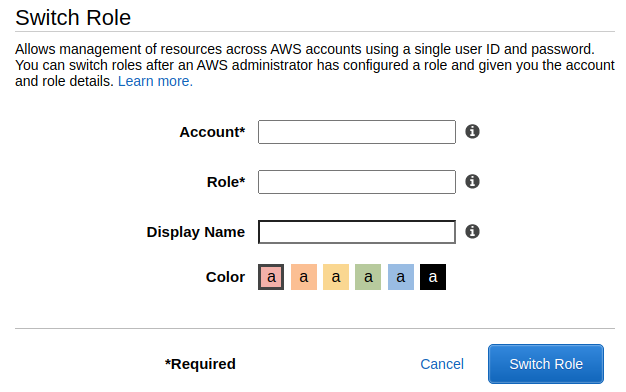 Switch Role
Allows management of resources across AWS accounts using a single user ID and password.
You can switch roles after an AWS administrator has configured a role and given you the account
and role details. Learn more.
Account*
Role*
Display Name
Color a a a a a a
*Required Cancel Switch Role